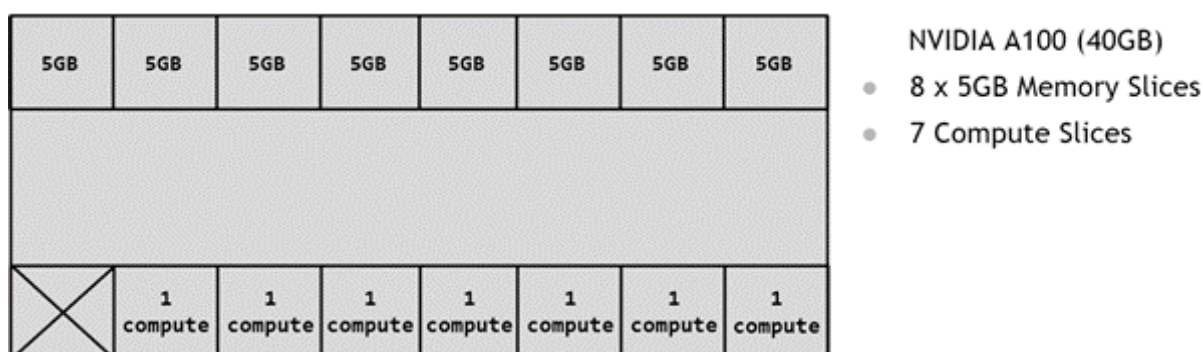 5GB 5GB 5GB 5GB 5GB 5GB 5GB 5GB
1 1 1 1 1 1 1
compute compute compute compute compute compute compute
NVIDIA A100 (40GB)
8 x 5GB Memory Slices
7 Compute Slices